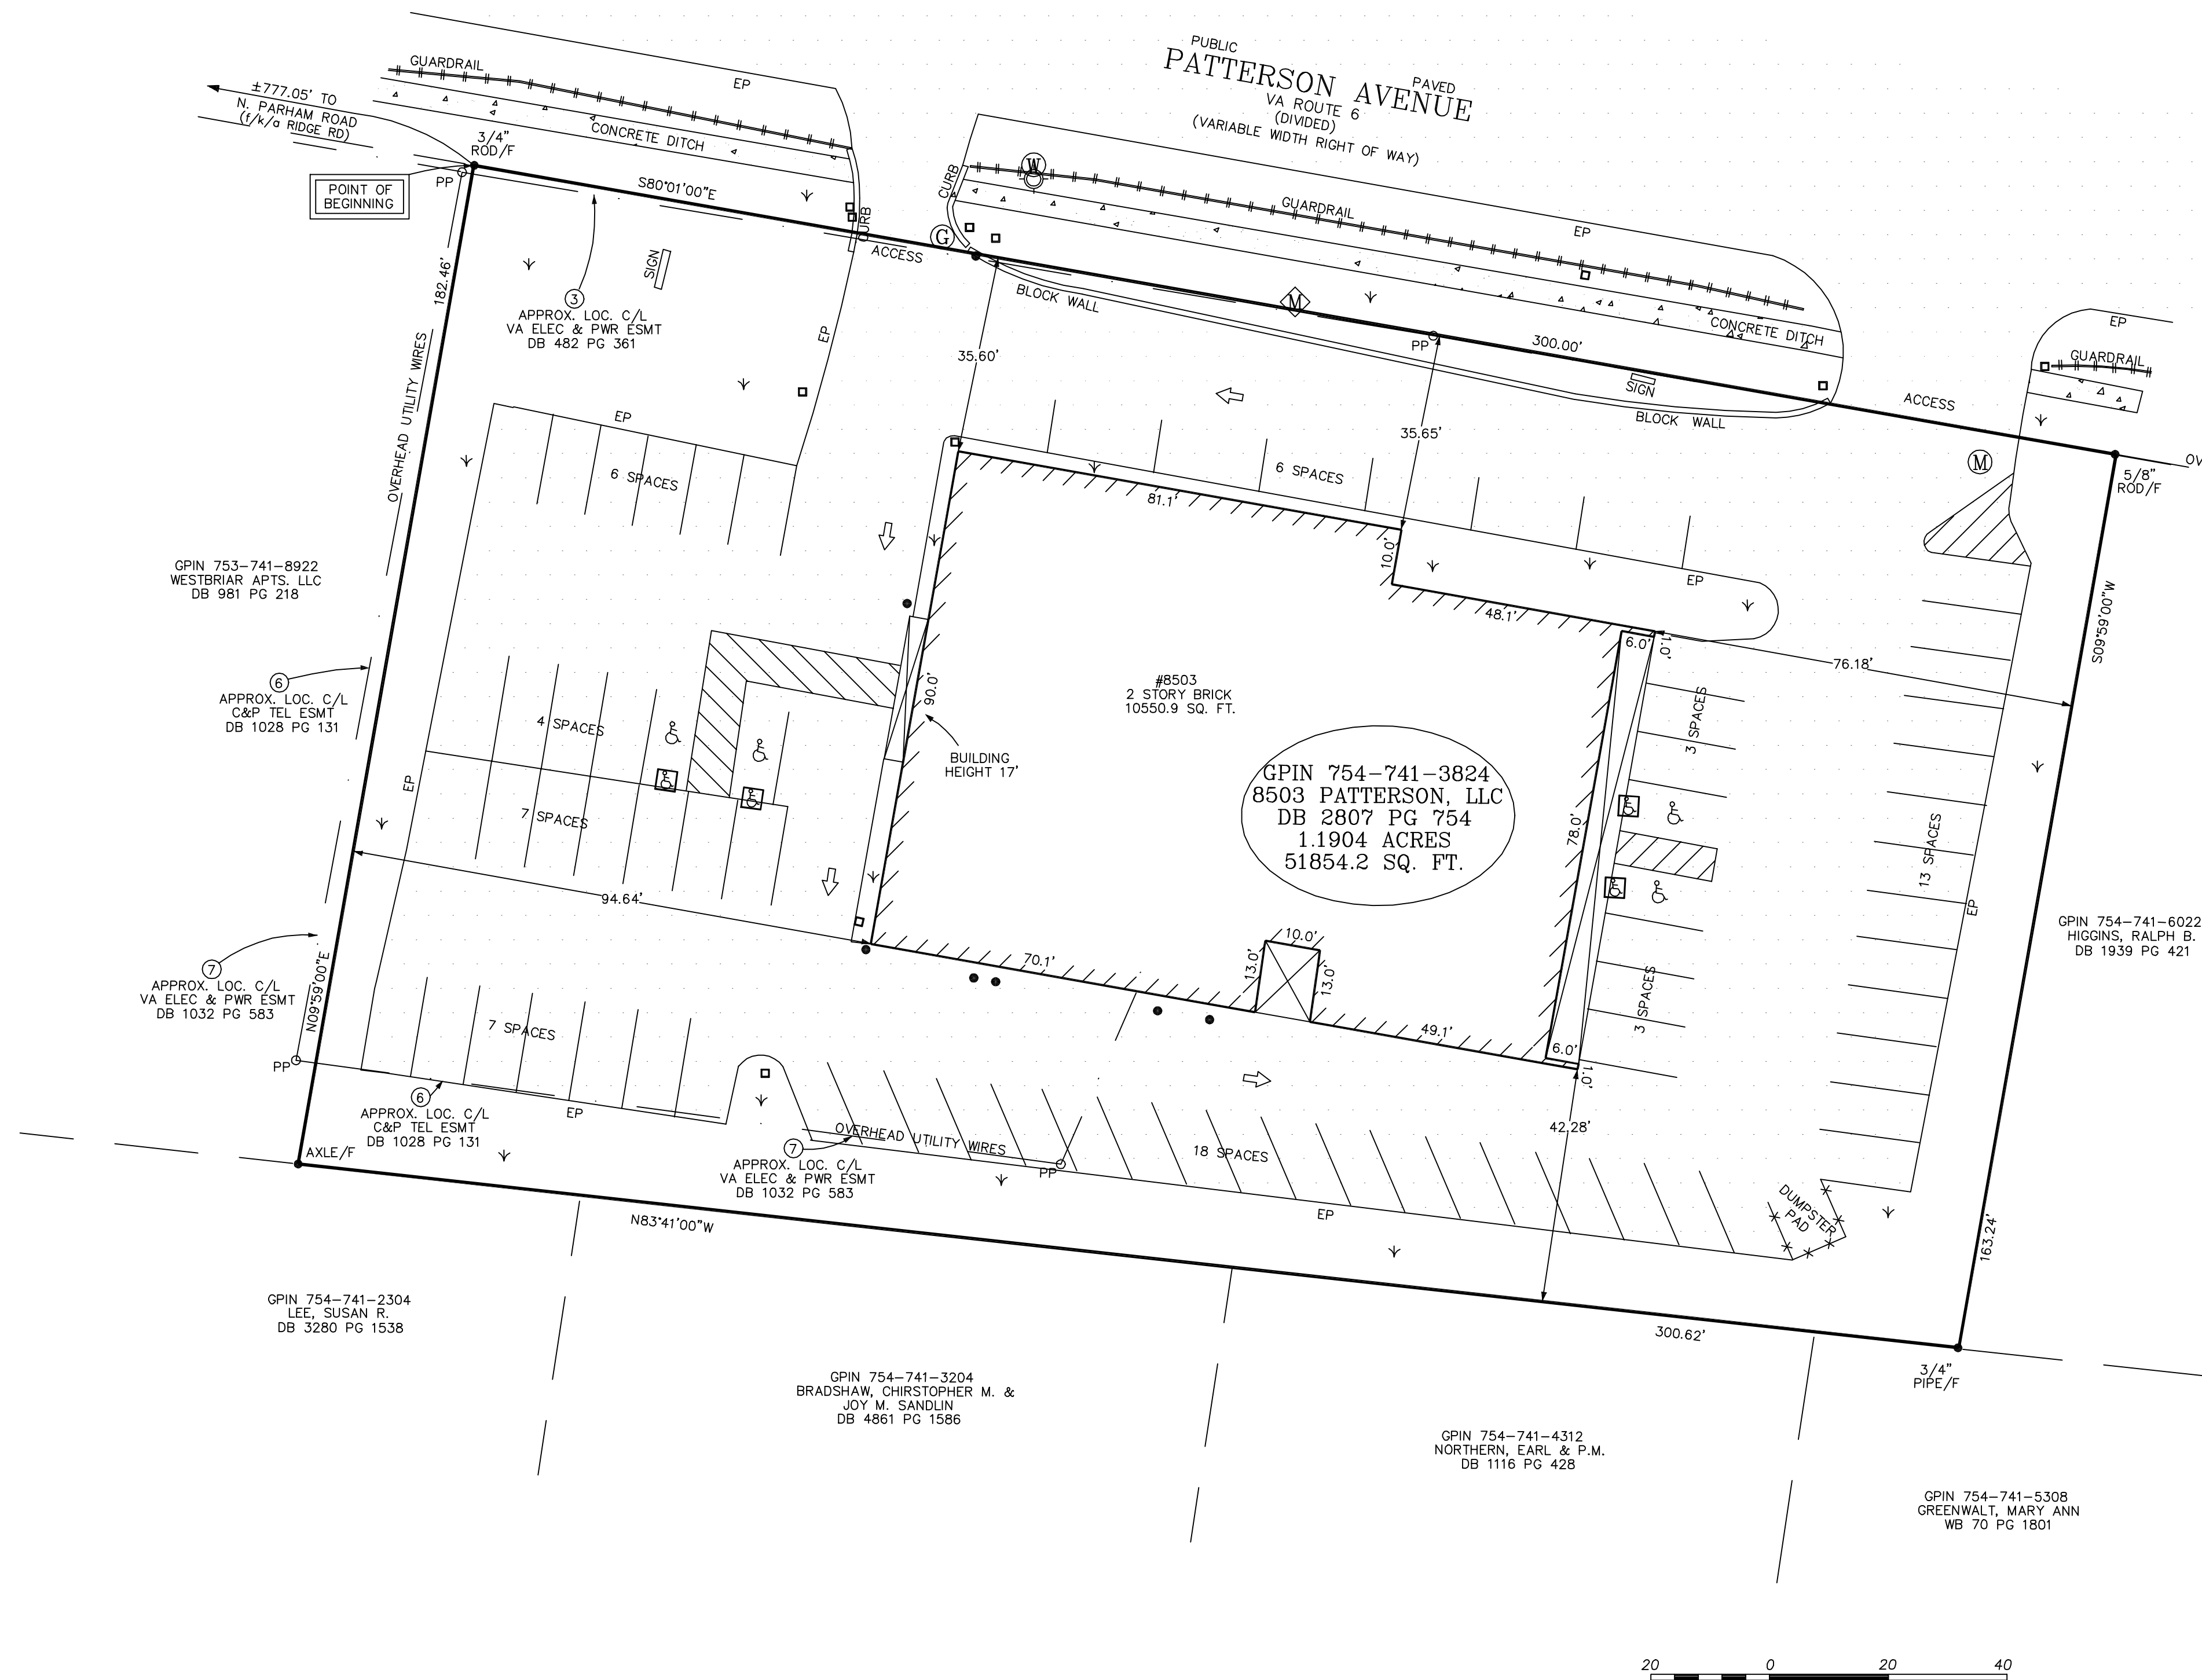 PUBLIC
PATTERSON AVENUE
PAVED
VA ROUTE 6
(DIVIDED)
(VARIABLE WIDTH RIGHT OF WAY)
GUARDRAIL
EP
±777.05' TO
N. PARHAM ROAD
(f/k/a RIDGE RD)
CONCRETE DITCH
3/4"
ROD/F
PP
POINT OF
BEGINNING
S80°01'00"E
CURB
CURB
W
G
ACCESS
GUARDRAIL
EP
BLOCK WALL
M
PP
300.00'
CONCRETE DITCH
SIGN
BLOCK WALL
ACCESS
EP
GUARDRAIL
M
5/8"
ROD/F
OV
182.46'
SIGN
3
APPROX. LOC. C/L
VA ELEC & PWR ESMT
DB 482 PG 361
EP
35.60'
35.65'
OVERHEAD UTILITY WIRES
EP
6 SPACES
6 SPACES
81.1'
10.0'
EP
48.1'
6.0'
1.0'
76.18'
S09°59'00"W
GPIN 753-741-8922
WESTBRIAR APTS. LLC
DB 981 PG 218
6
APPROX. LOC. C/L
C&P TEL ESMT
DB 1028 PG 131
4 SPACES
90.0'
BUILDING
HEIGHT 17'
#8503
2 STORY BRICK
10550.9 SQ. FT.
GPIN 754-741-3824
8503 PATTERSON, LLC
DB 2807 PG 754
1.1904 ACRES
51854.2 SQ. FT.
3 SPACES
78.0'
13 SPACES
EP
EP
7 SPACES
94.64'
GPIN 754-741-6022
HIGGINS, RALPH B.
DB 1939 PG 421
7
APPROX. LOC. C/L
VA ELEC & PWR ESMT
DB 1032 PG 583
N09°59'00"E
70.1'
10.0'
13.0'
13.0'
49.1'
6.0'
1.0'
3 SPACES
7 SPACES
PP
6
APPROX. LOC. C/L
C&P TEL ESMT
DB 1028 PG 131
EP
AXLE/F
OVERHEAD UTILITY WIRES
7
APPROX. LOC. C/L
VA ELEC & PWR ESMT
DB 1032 PG 583
PP
18 SPACES
42.28'
EP
DUMPSTER
PAD
163.24'
N83°41'00"W
300.62'
3/4"
PIPE/F
GPIN 754-741-2304
LEE, SUSAN R.
DB 3280 PG 1538
GPIN 754-741-3204
BRADSHAW, CHIRSTOPHER M. &
JOY M. SANDLIN
DB 4861 PG 1586
GPIN 754-741-4312
NORTHERN, EARL & P.M.
DB 1116 PG 428
GPIN 754-741-5308
GREENWALT, MARY ANN
WB 70 PG 1801
20 0 20 40